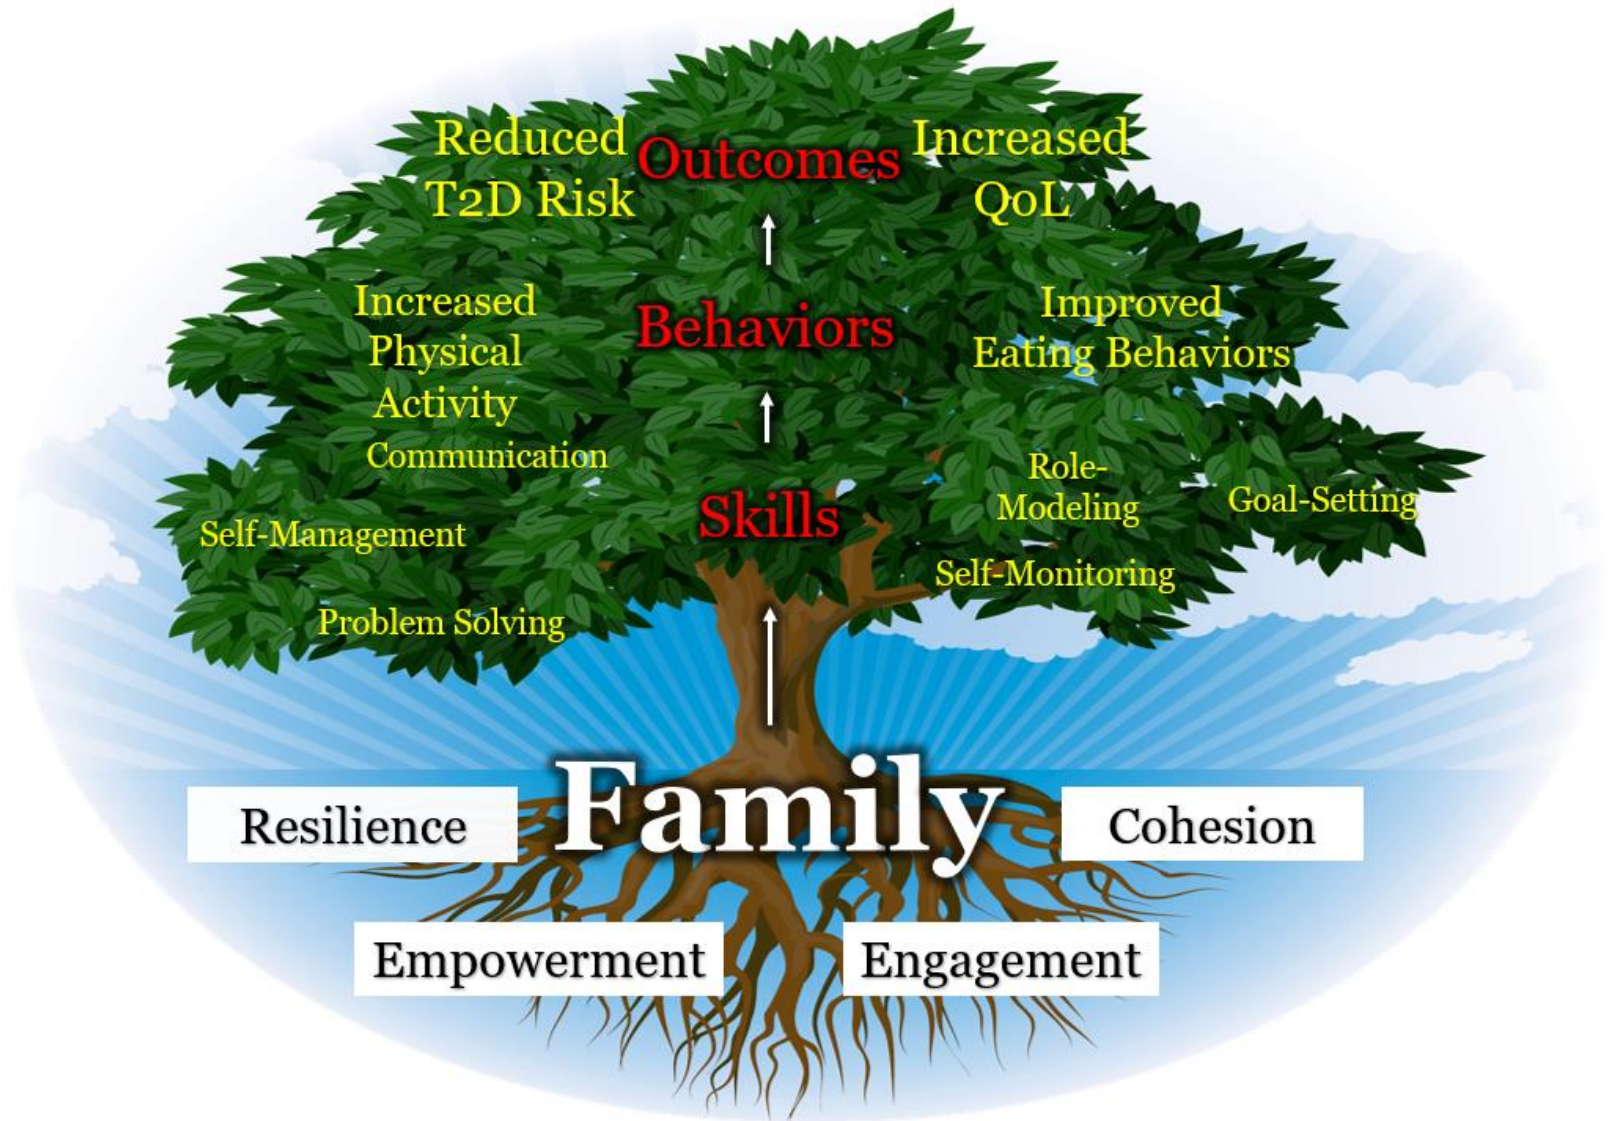 Reduced
T2D Risk
Outcomes
Increased
QoL
Increased
Physical
Activity
Behaviors
Improved
Eating Behaviors
Communication
Self-Management
Problem Solving
Skills
Role-
Modeling
Goal-Setting
Self-Monitoring
Family
Resilience
Cohesion
Empowerment
Engagement